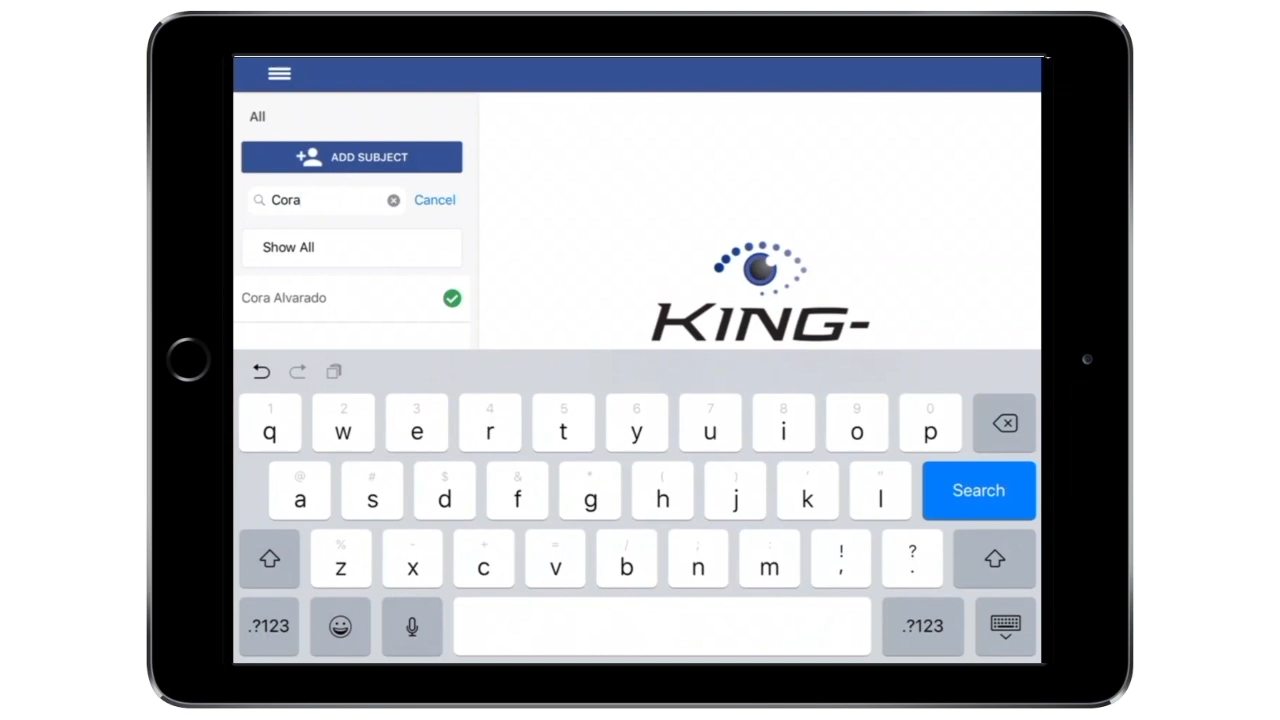 All
ADD SUBJECT
Cora
Cancel
Show All
Cora Alvarado
KING-
1 2 3 4 5 6 7 8 9 0
q w e r t y u i o p
@ # $ & * ( ) ' "
a s d f g h j k l Search
% - + = / ; : ! ?
z x c v b n m , .
.?123 .?123